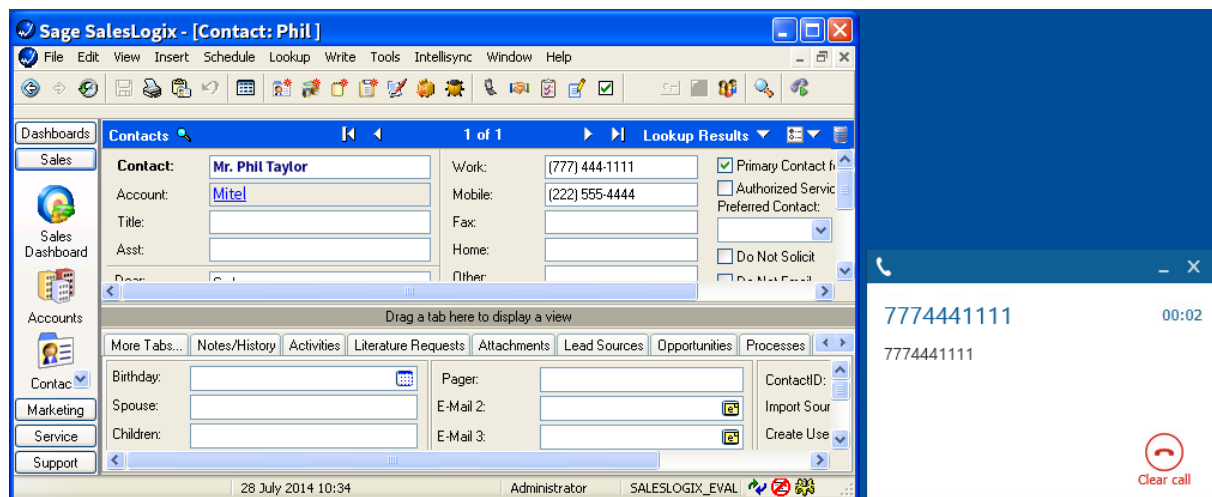 Sage SalesLogix - [Contact: Phil ]
File Edit View Insert Schedule Lookup Write Tools Intellisync Window Help
Dashboards
Sales
Sales
Dashboard
Accounts
Contac
Marketing
Service
Support
Contacts 1 of 1 Lookup Results
Contact: Mr. Phil Taylor Work: (777) 444-1111 Primary Contact f
Account: Mitel Mobile: (222) 555-4444 Authorized Servic
Preferred Contact:
Title: Fax:
Asst: Home: Do Not Solicit
Other Do Not Email
Drag a tab here to display a view
More Tabs... Notes/History Activities Literature Requests Attachments Lead Sources Opportunities Processes
Birthday: Pager: ContactID:
Spouse: E-Mail 2: Import Sour
Children: E-Mail 3: Create Use
28 July 2014 10:34 Administrator SALESLOGIX_EVAL
7774441111 00:02
7774441111
Clear call